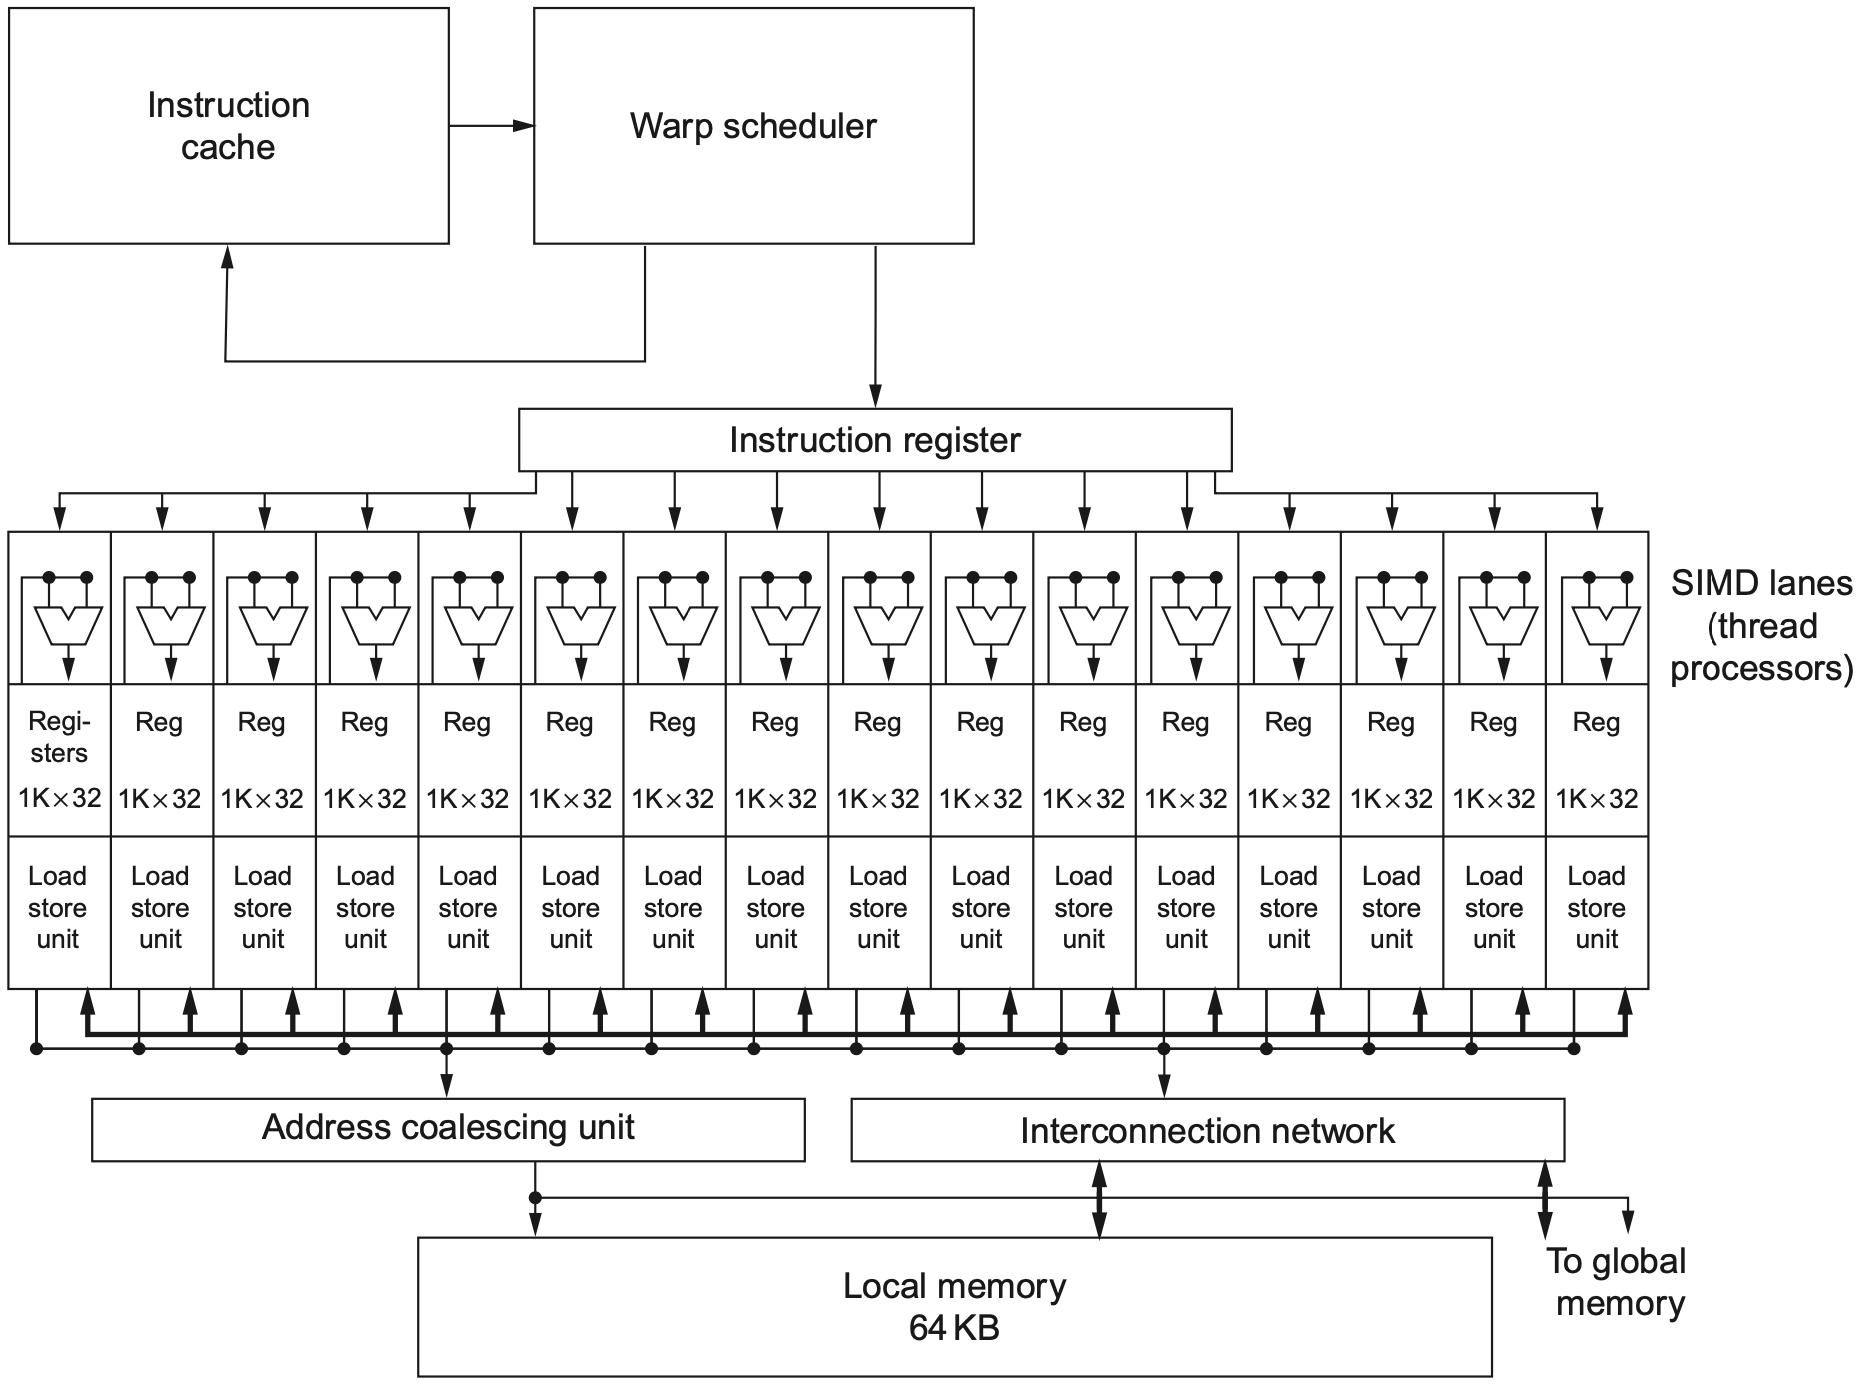 Instruction
cache
Warp scheduler
Instruction register
SIMD lanes
(thread
processors)
Regi-
sters
Reg Reg Reg Reg Reg Reg Reg Reg Reg Reg Reg Reg Reg Reg Reg
1K×32 1K×32 1K×32 1K×32 1K×32 1K×32 1K×32 1K×32 1K×32 1K×32 1K×32 1K×32 1K×32 1K×32 1K×32 1K×32
Load Load Load Load Load Load Load Load Load Load Load Load Load Load Load Load
store store store store store store store store store store store store store store store store
unit unit unit unit unit unit unit unit unit unit unit unit unit unit unit unit
Address coalescing unit
Interconnection network
Local memory
64 KB
To global
memory